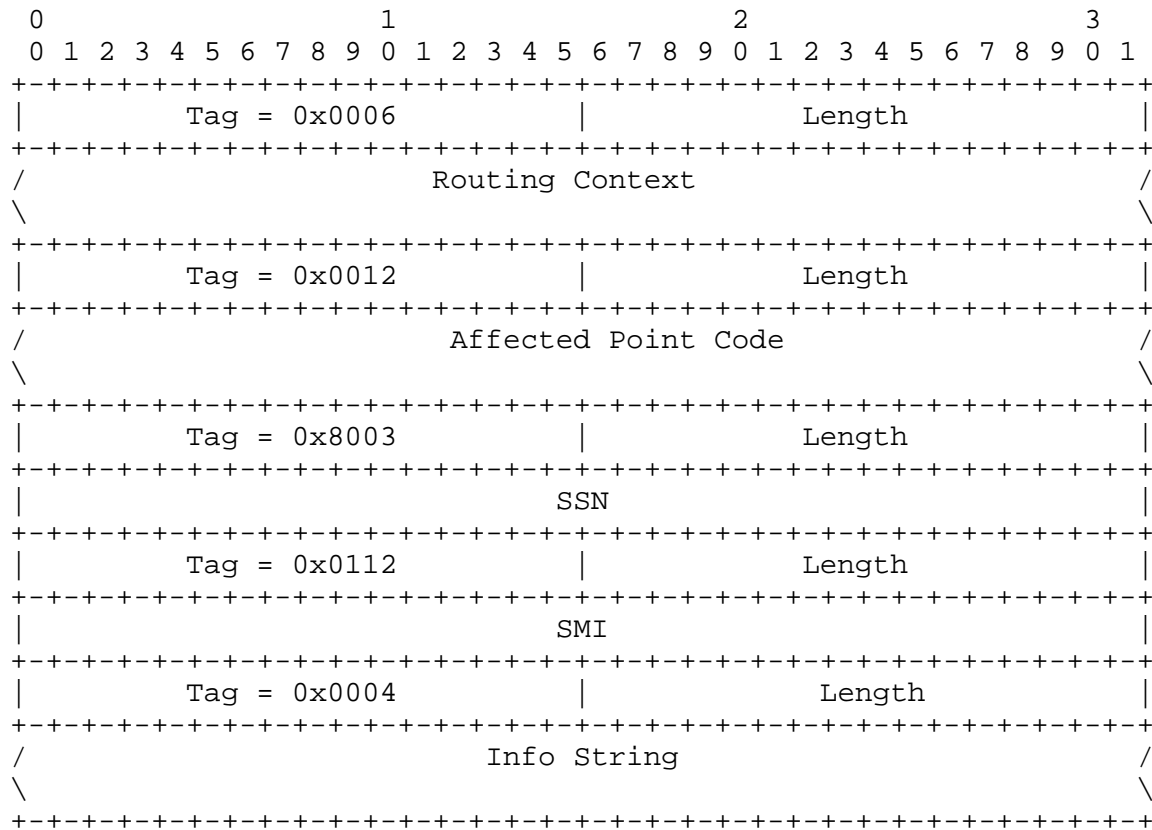 0                   1                   2                   3
 0 1 2 3 4 5 6 7 8 9 0 1 2 3 4 5 6 7 8 9 0 1 2 3 4 5 6 7 8 9 0 1
+-+-+-+-+-+-+-+-+-+-+-+-+-+-+-+-+-+-+-+-+-+-+-+-+-+-+-+-+-+-+-+-+
|         Tag = 0x0006          |            Length             |
+-+-+-+-+-+-+-+-+-+-+-+-+-+-+-+-+-+-+-+-+-+-+-+-+-+-+-+-+-+-+-+-+
/                       Routing Context                         /
\                                                               \
+-+-+-+-+-+-+-+-+-+-+-+-+-+-+-+-+-+-+-+-+-+-+-+-+-+-+-+-+-+-+-+-+
|         Tag = 0x0012          |            Length             |
+-+-+-+-+-+-+-+-+-+-+-+-+-+-+-+-+-+-+-+-+-+-+-+-+-+-+-+-+-+-+-+-+
/                        Affected Point Code                    /
\                                                               \
+-+-+-+-+-+-+-+-+-+-+-+-+-+-+-+-+-+-+-+-+-+-+-+-+-+-+-+-+-+-+-+-+
|         Tag = 0x8003          |            Length             |
+-+-+-+-+-+-+-+-+-+-+-+-+-+-+-+-+-+-+-+-+-+-+-+-+-+-+-+-+-+-+-+-+
|                              SSN                              |
+-+-+-+-+-+-+-+-+-+-+-+-+-+-+-+-+-+-+-+-+-+-+-+-+-+-+-+-+-+-+-+-+
|         Tag = 0x0112          |            Length             |
+-+-+-+-+-+-+-+-+-+-+-+-+-+-+-+-+-+-+-+-+-+-+-+-+-+-+-+-+-+-+-+-+
|                              SMI                              |
+-+-+-+-+-+-+-+-+-+-+-+-+-+-+-+-+-+-+-+-+-+-+-+-+-+-+-+-+-+-+-+-+
|         Tag = 0x0004          |             Length            |
+-+-+-+-+-+-+-+-+-+-+-+-+-+-+-+-+-+-+-+-+-+-+-+-+-+-+-+-+-+-+-+-+
/                          Info String                          /
\                                                               \
+-+-+-+-+-+-+-+-+-+-+-+-+-+-+-+-+-+-+-+-+-+-+-+-+-+-+-+-+-+-+-+-+